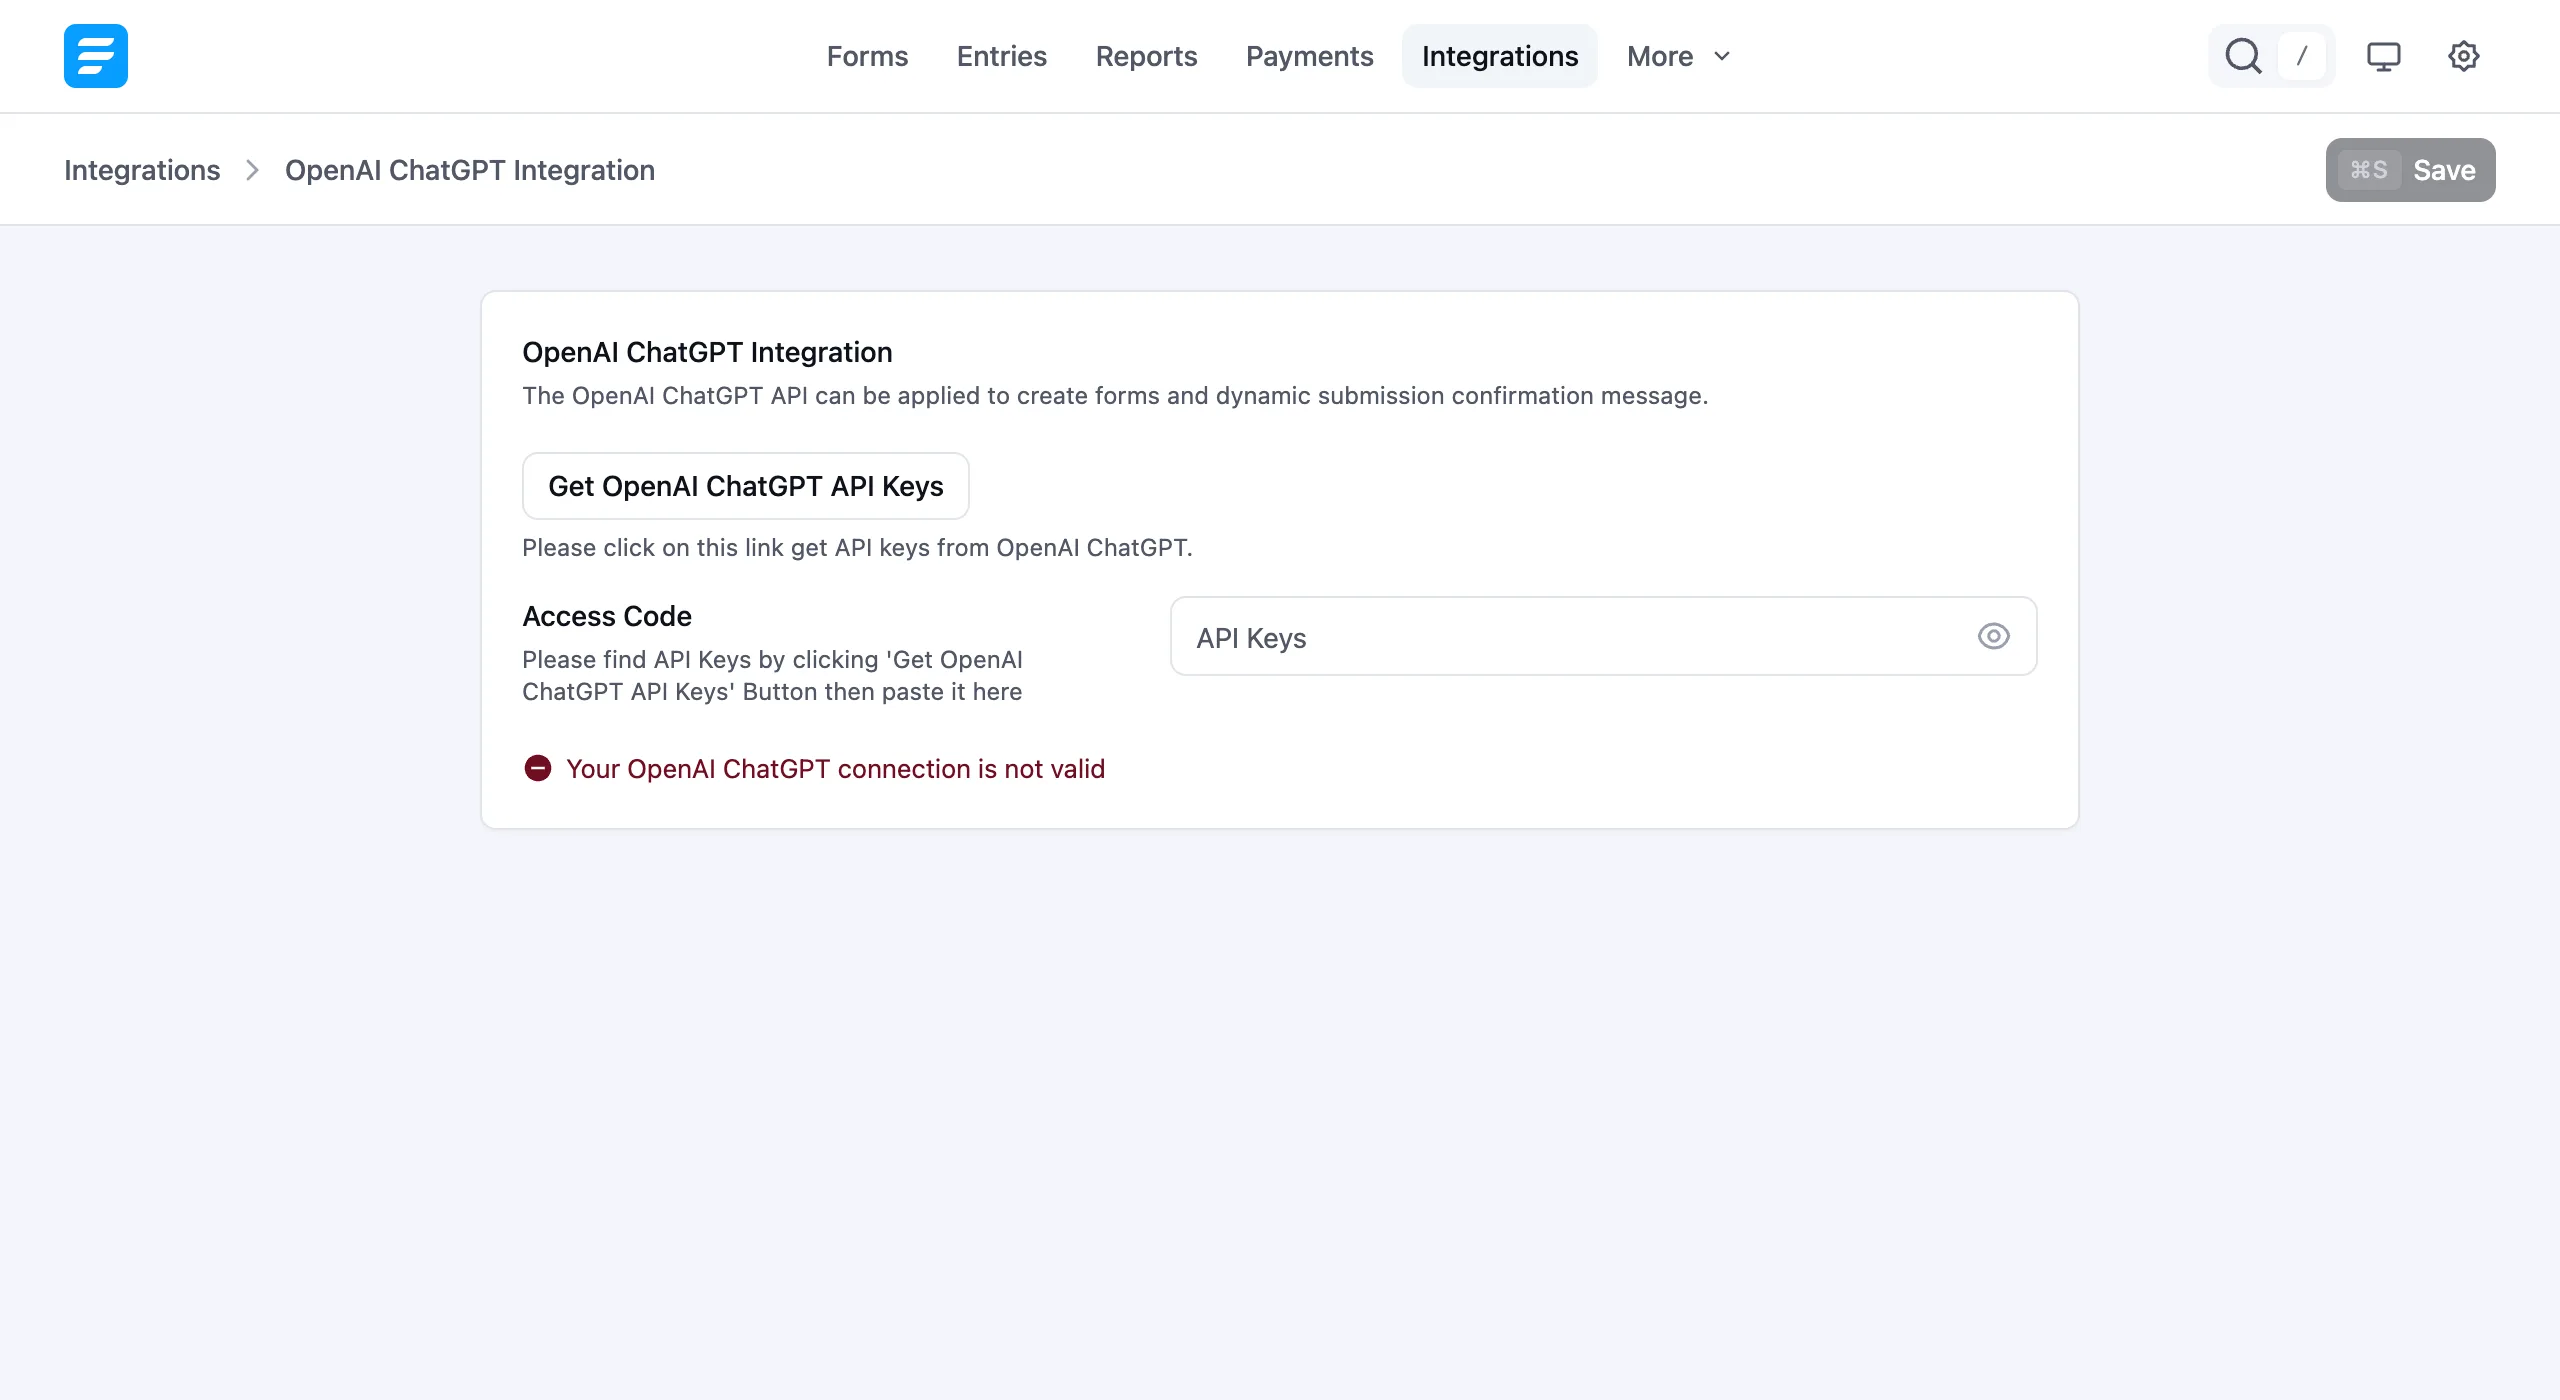 Forms Entries Reports Payments Integrations More /
Integrations OpenAI ChatGPT Integration ⌘S Save
OpenAI ChatGPT Integration
The OpenAI ChatGPT API can be applied to create forms and dynamic submission confirmation message.
Get OpenAI ChatGPT API Keys
Please click on this link get API keys from OpenAI ChatGPT.
Access Code
Please find API Keys by clicking 'Get OpenAI
ChatGPT API Keys' Button then paste it here
API Keys
Your OpenAI ChatGPT connection is not valid